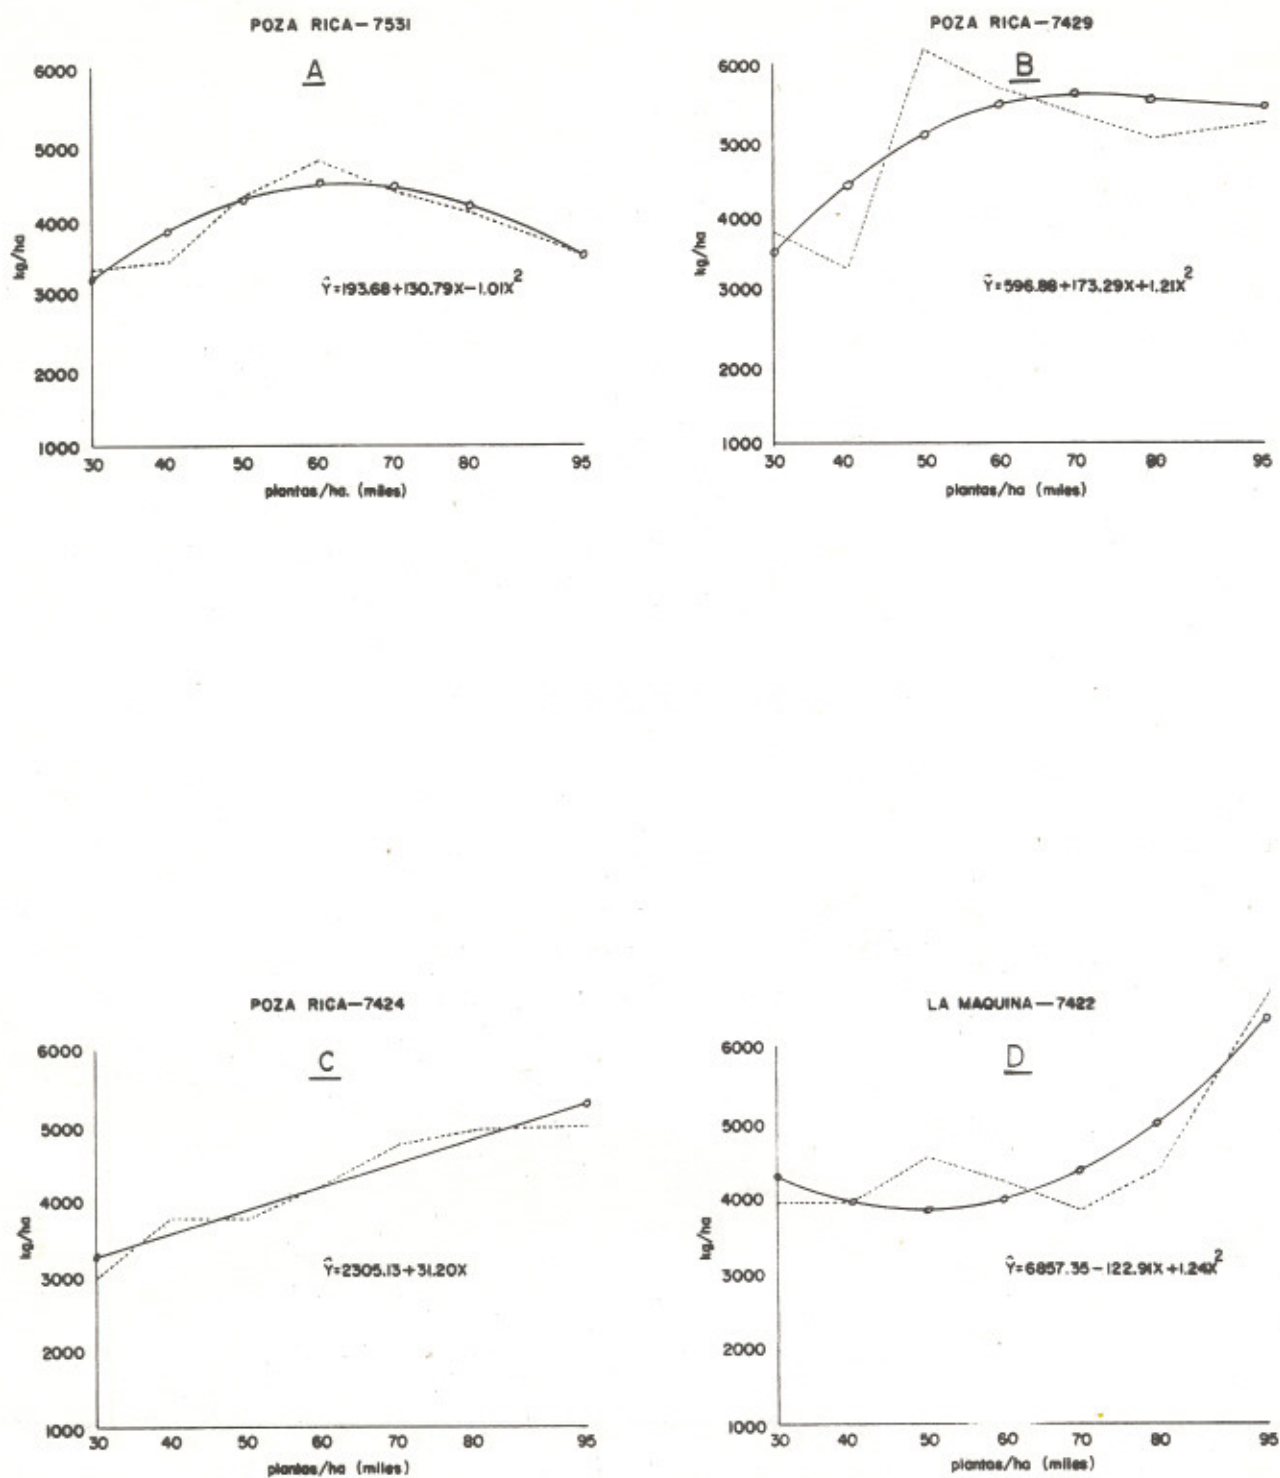 POZA RICA—7531
A
6000
5000
4000
3000
2000
1000
kg/ha
Ŷ=193.68+130.79X−1.01X²
30 40 50 60 70 80 95
plantas/ha. (miles)
POZA RICA—7429
B
6000
5000
4000
3000
2000
1000
kg/ha
Ŷ=596.88+173.29X+1.21X²
30 40 50 60 70 80 95
plantas/ha (miles)
POZA RICA—7424
C
6000
5000
4000
3000
2000
1000
kg/ha
Ŷ=2305.13+31.20X
30 40 50 60 70 80 95
plantas/ha (miles)
LA MAQUINA—7422
D
6000
5000
4000
3000
2000
1000
kg/ha
Ŷ=6857.35−122.91X+1.24X²
30 40 50 60 70 80 95
plantas/ha (miles)